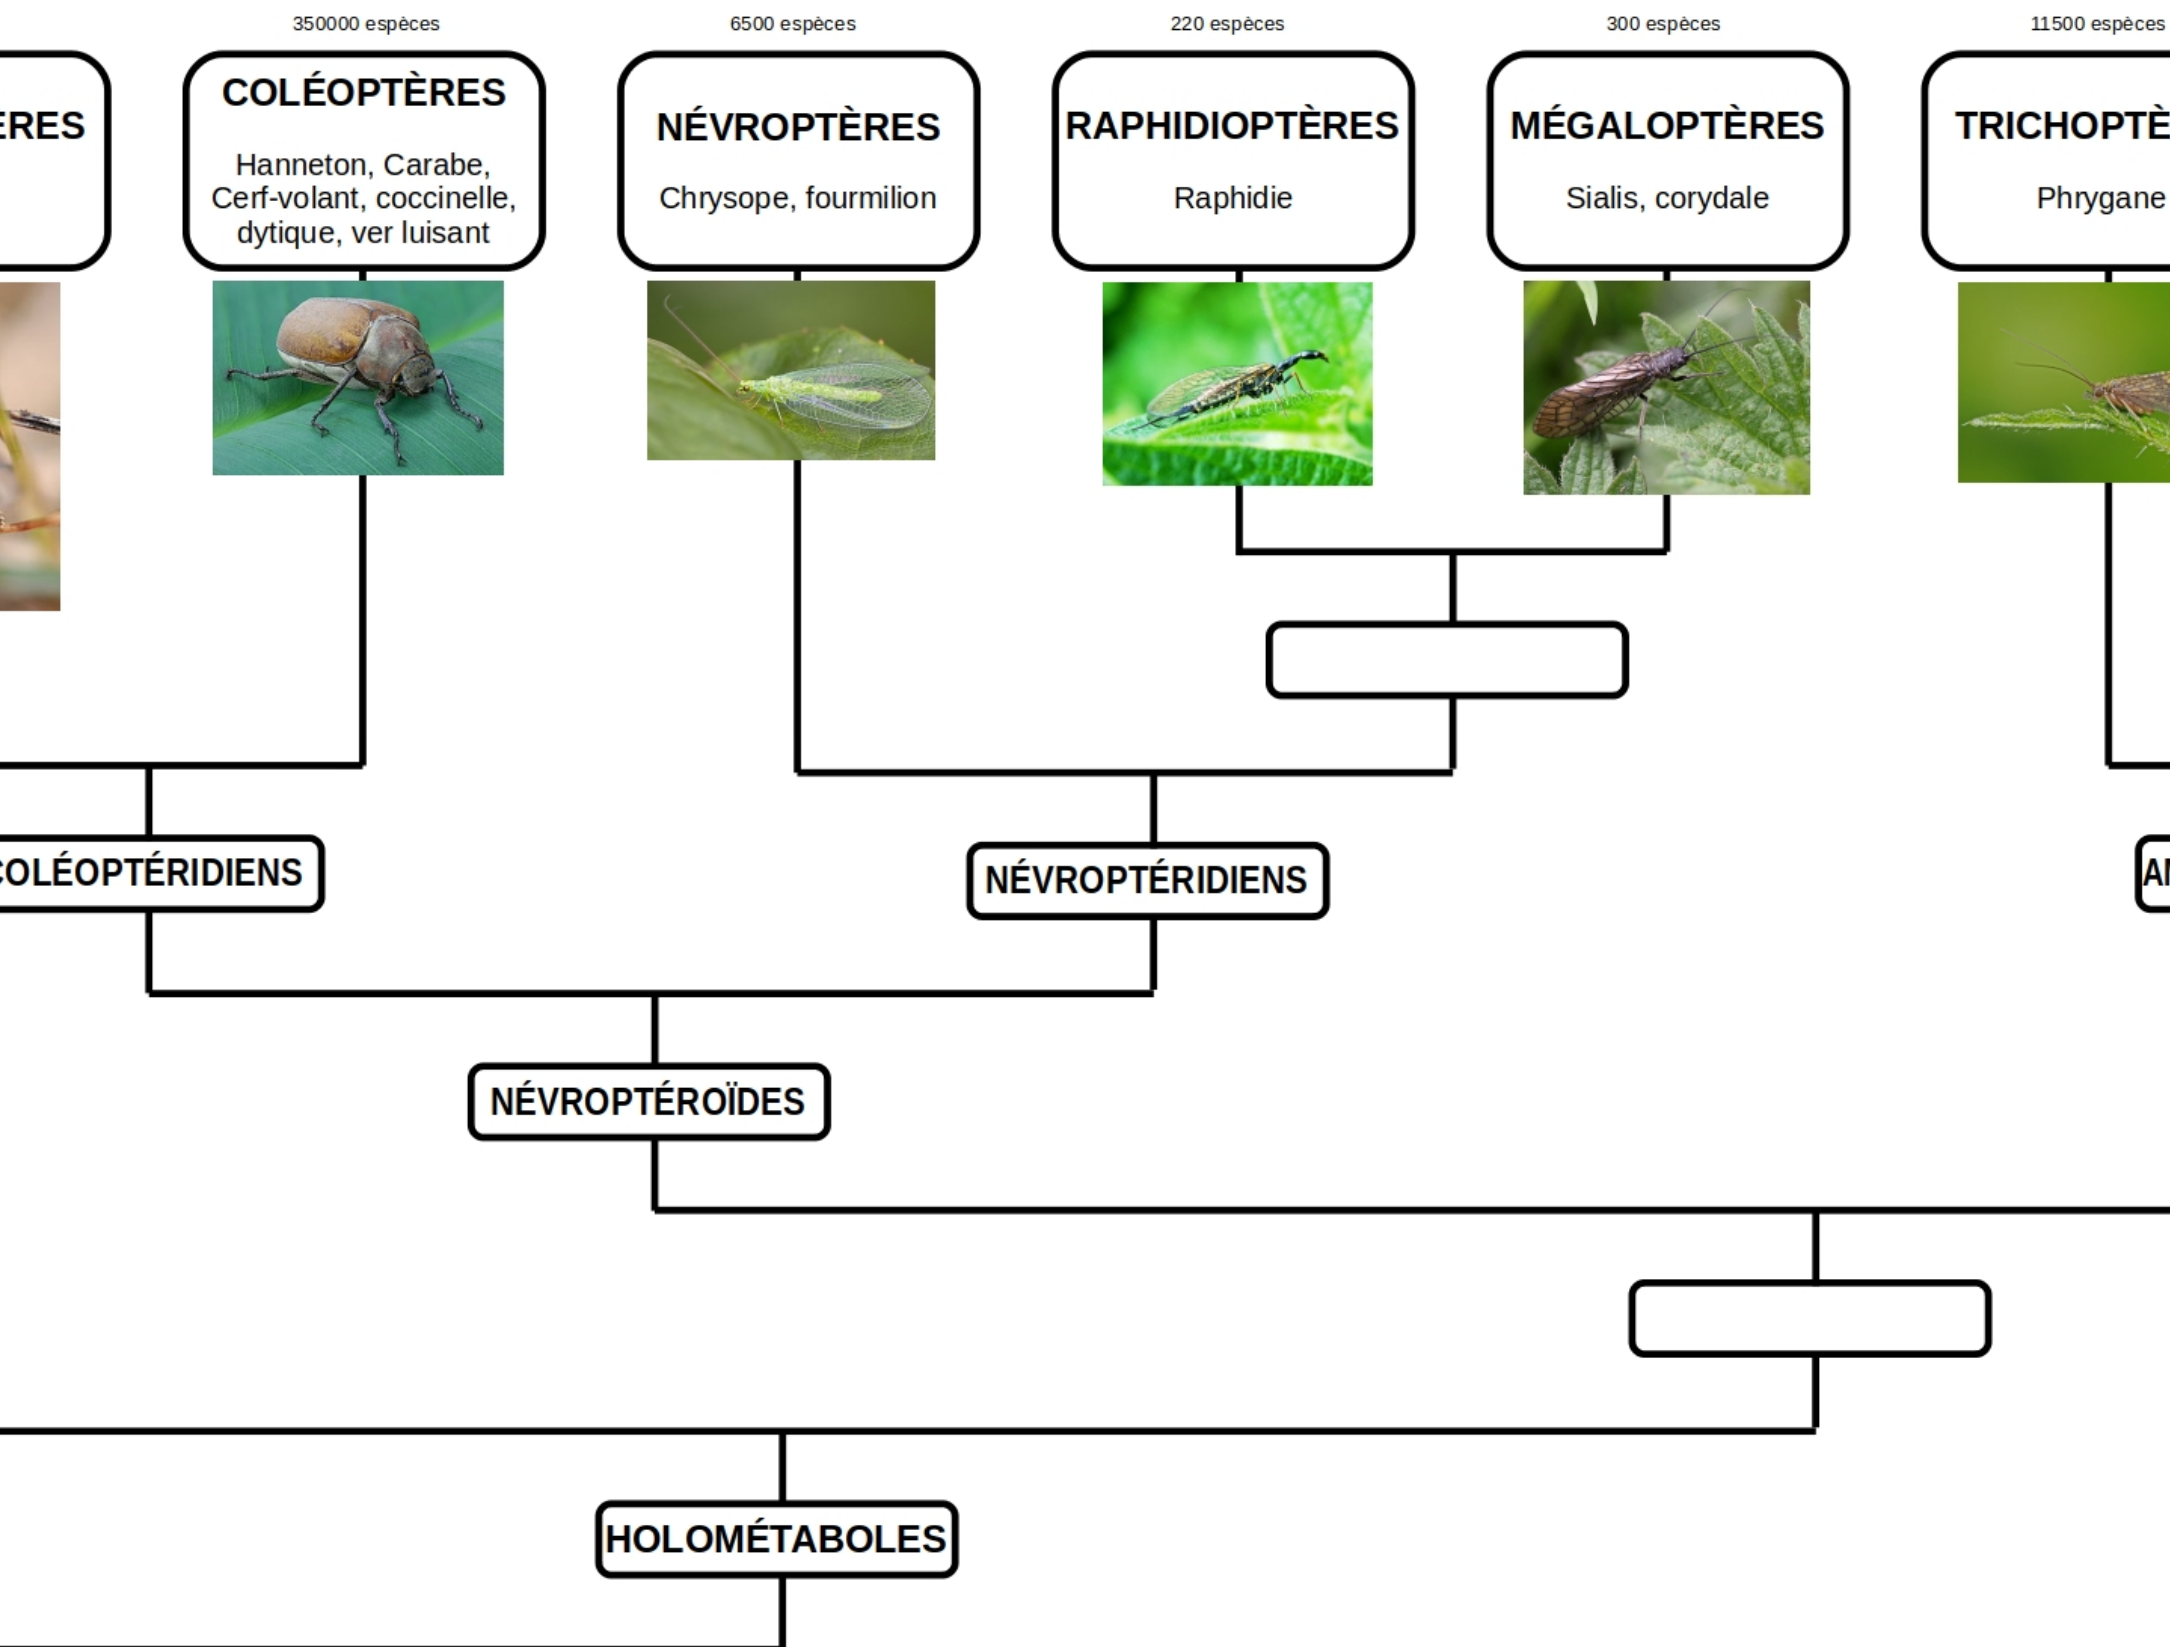 350000 espèces
6500 espèces
220 espèces
300 espèces
11500 espèces
ÈRES
COLÉOPTÈRES
Hanneton, Carabe,
Cerf-volant, coccinelle,
dytique, ver luisant
NÉVROPTÈRES
Chrysope, fourmilion
RAPHIDIOPTÈRES
Raphidie
MÉGALOPTÈRES
Sialis, corydale
TRICHOPTÈ
Phrygane
COLÉOPTÉRIDIENS
NÉVROPTÉRIDIENS
NÉVROPTÉROÏDES
HOLOMÉTABOLES